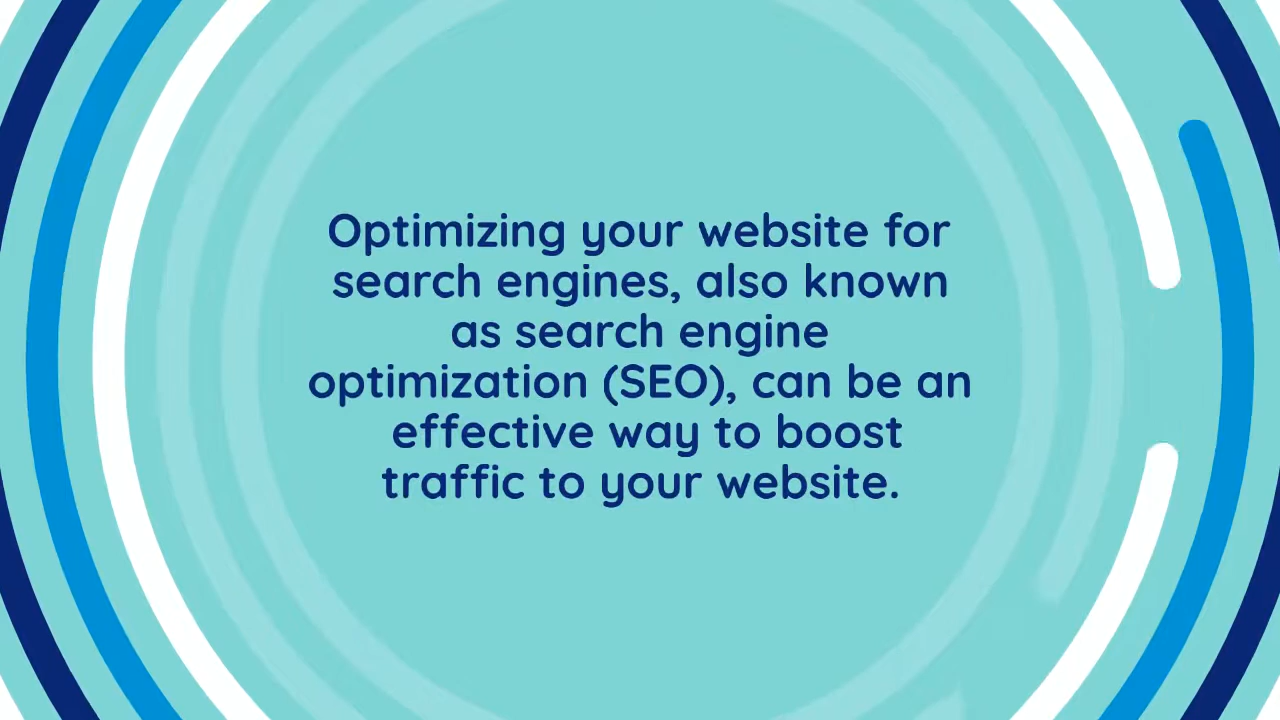 Optimizing your website for
search engines, also known
as search engine
optimization (SEO), can be an
effective way to boost
traffic to your website.